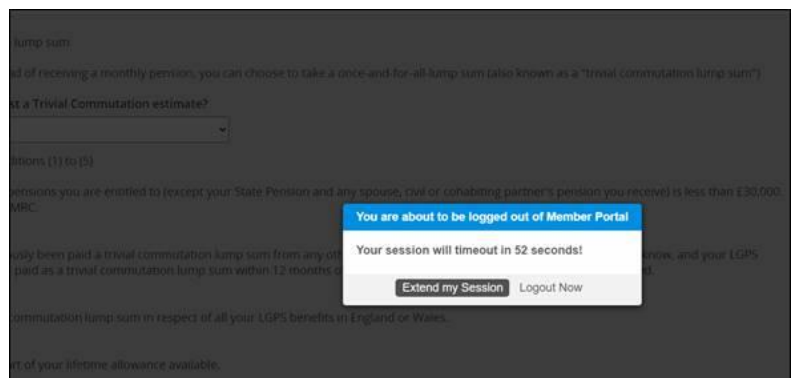 lump sum
d of receiving a monthly pension, you can choose to take a once-and-for-all lump sum (also known as a "trivial commutation lump sum")
st a Trivial Commutation estimate?
ditions (1) to (5)
pensions you are entitled to (except your State Pension and any spouse, civil or cohabiting partner's pension you receive) is less than £30,000
MRC.
You are about to be logged out of Member Portal
Your session will timeout in 52 seconds!
Extend my Session Logout Now
usly been paid a trivial commutation lump sum from any oth know, and your LGPS
paid as a trivial commutation lump sum within 12 months o d.
commutation lump sum in respect of all your LGPS benefits in England or Wales.
rt of your lifetime allowance available.